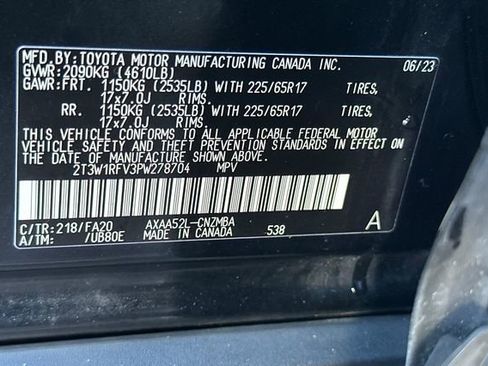 MFD.BY:TOYOTA MOTOR MANUFACTURING CANADA INC.
GVWR:2090KG (4610LB) 06/23
GAWR:FRT. 1150KG (2535LB) WITH 225/65R17 TIRES,
17x7.0J RIMS.
RR. 1150KG (2535LB) WITH 225/65R17 TIRES,
17x7.0J RIMS.
THIS VEHICLE CONFORMS TO ALL APPLICABLE FEDERAL MOTOR
VEHICLE SAFETY AND THEFT PREVENTION STANDARDS IN EFFECT ON
THE DATE OF MANUFACTURE SHOWN ABOVE.
2T3W1RFV3PW278704 MPV
C/TR:218/FA20 AXAA52L-CNZMBA A
A/TM: /UB80E MADE IN CANADA 538